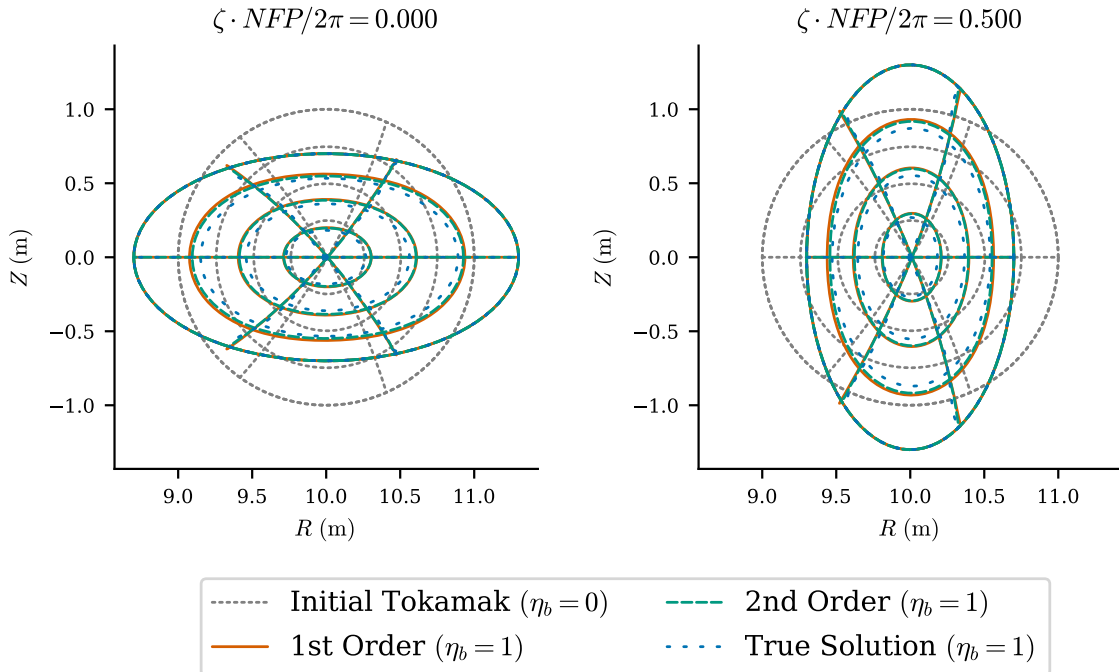 ζ · NFP/2π = 0.000
ζ · NFP/2π = 0.500
1.0
0.5
0.0
−0.5
−1.0
Z (m)
9.0 9.5 10.0 10.5 11.0
R (m)
1.0
0.5
0.0
−0.5
−1.0
Z (m)
9.0 9.5 10.0 10.5 11.0
R (m)
Initial Tokamak (η_b = 0)
1st Order (η_b = 1)
2nd Order (η_b = 1)
True Solution (η_b = 1)